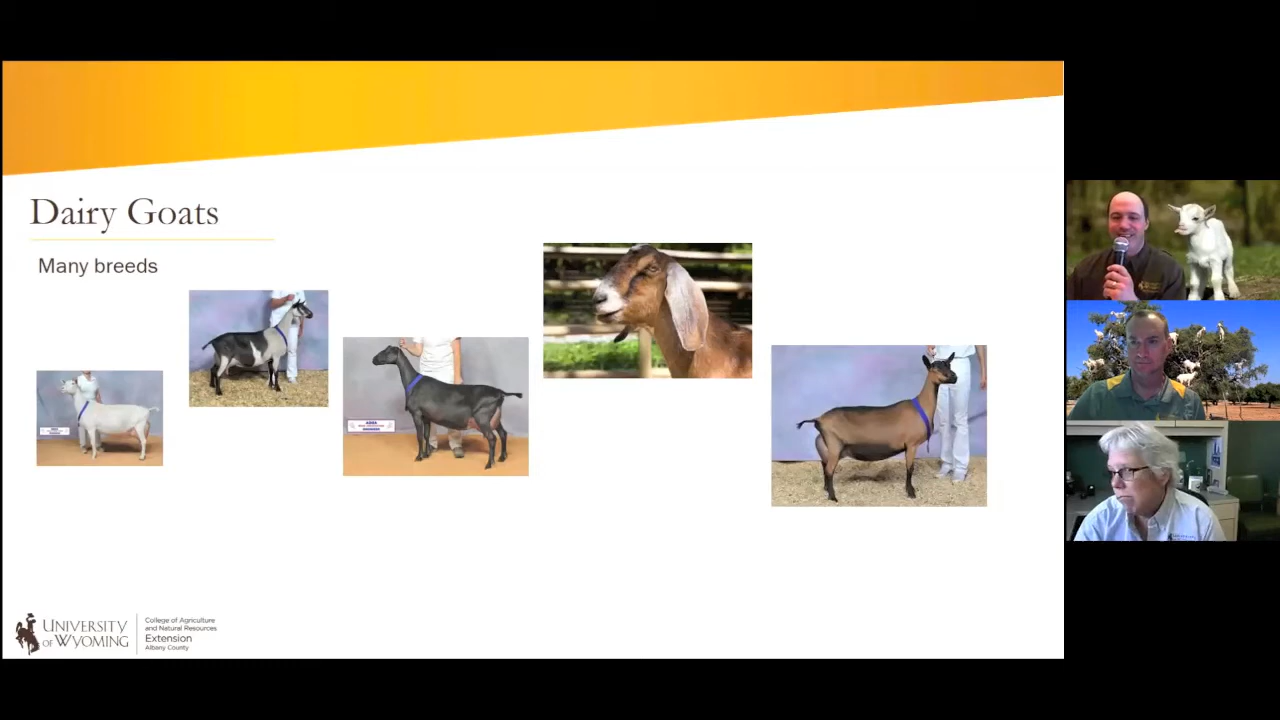 Dairy Goats
Many breeds
UNIVERSITY
OF WYOMING
College of Agriculture
and Natural Resources
Extension
Albany County